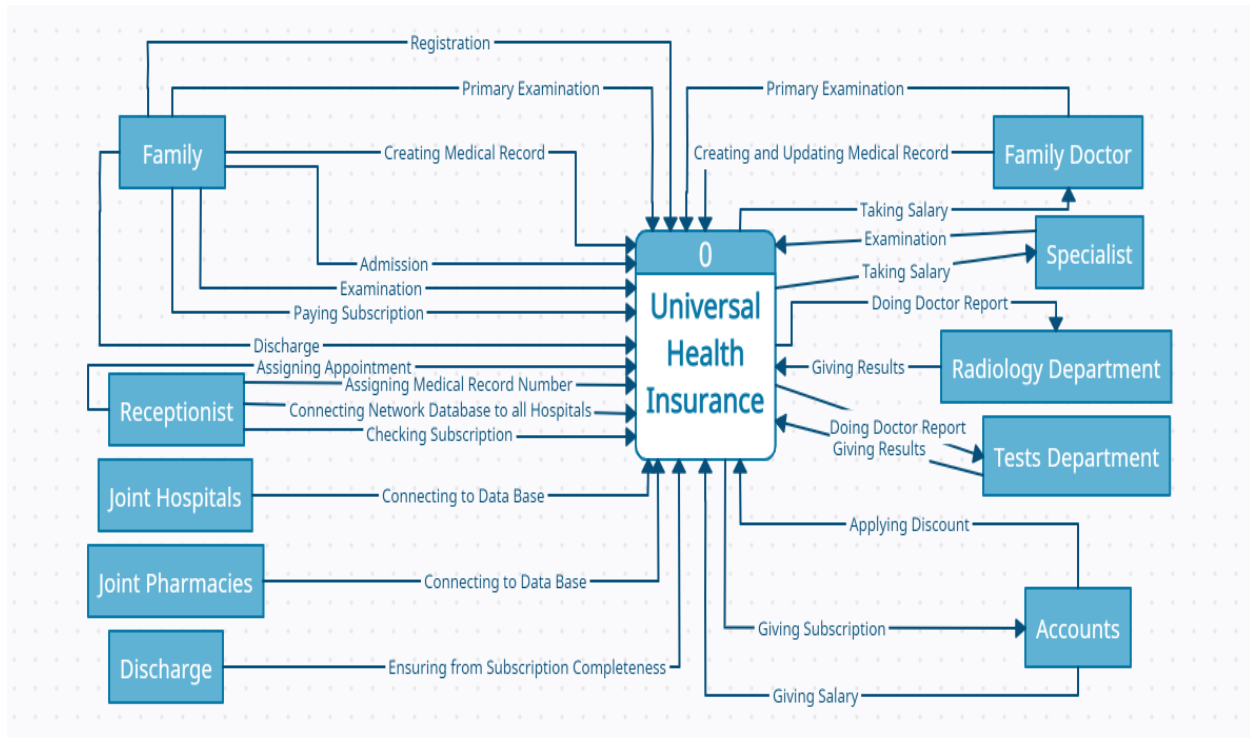 Registration
Primary Examination
Primary Examination
Family
Creating Medical Record
Creating and Updating Medical Record
Family Doctor
Taking Salary
Examination
Specialist
Admission
Taking Salary
Examination
Paying Subscription
Doing Doctor Report
0
Universal
Health
Insurance
Discharge
Assigning Appointment
Giving Results
Radiology Department
Assigning Medical Record Number
Receptionist
Connecting Network Database to all Hospitals
Checking Subscription
Doing Doctor Report
Giving Results
Tests Department
Joint Hospitals
Connecting to Data Base
Applying Discount
Joint Pharmacies
Connecting to Data Base
Giving Subscription
Accounts
Discharge
Ensuring from Subscription Completeness
Giving Salary